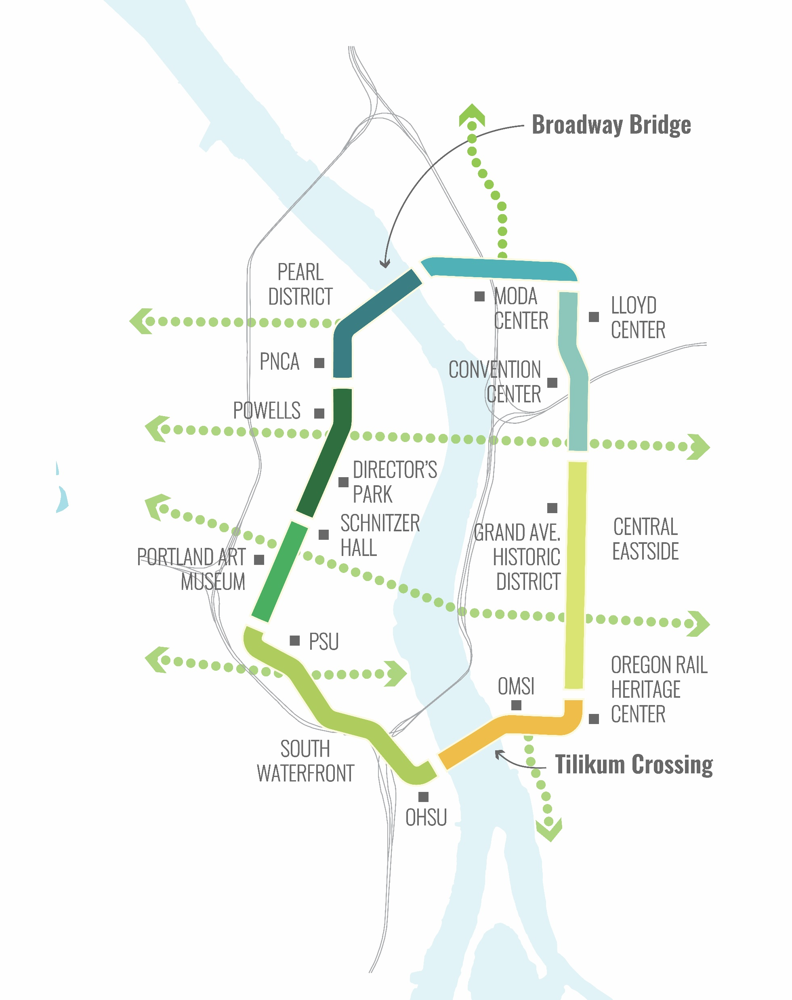 Broadway Bridge
PEARL
DISTRICT
MODA
CENTER
LLOYD
CENTER
PNCA
CONVENTION
CENTER
POWELLS
DIRECTOR'S
PARK
SCHNITZER
HALL
GRAND AVE.
HISTORIC
DISTRICT
CENTRAL
EASTSIDE
PORTLAND ART
MUSEUM
PSU
OREGON RAIL
HERITAGE
CENTER
OMSI
SOUTH
WATERFRONT
Tilikum Crossing
OHSU